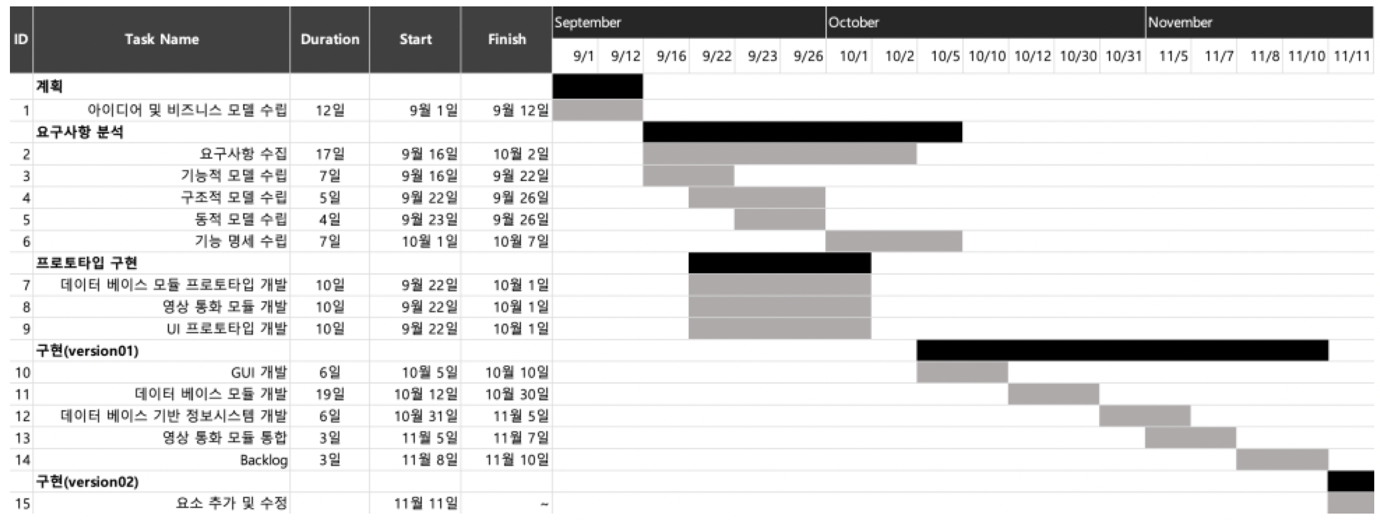 ID Task Name Duration Start Finish September October November
9/1 9/12 9/16 9/22 9/23 9/26 10/1 10/2 10/5 10/10 10/12 10/30 10/31 11/5 11/7 11/8 11/10 11/11
계획
1 아이디어 및 비즈니스 모델 수립 12일 9월 1일 9월 12일
요구사항 분석
2 요구사항 수집 17일 9월 16일 10월 2일
3 기능적 모델 수립 7일 9월 16일 9월 22일
4 구조적 모델 수립 5일 9월 22일 9월 26일
5 동적 모델 수립 4일 9월 23일 9월 26일
6 기능 명세 수립 7일 10월 1일 10월 7일
프로토타입 구현
7 데이터 베이스 모듈 프로토타입 개발 10일 9월 22일 10월 1일
8 영상 통화 모듈 개발 10일 9월 22일 10월 1일
9 UI 프로토타입 개발 10일 9월 22일 10월 1일
구현(version01)
10 GUI 개발 6일 10월 5일 10월 10일
11 데이터 베이스 모듈 개발 19일 10월 12일 10월 30일
12 데이터 베이스 기반 정보시스템 개발 6일 10월 31일 11월 5일
13 영상 통화 모듈 통합 3일 11월 5일 11월 7일
14 Backlog 3일 11월 8일 11월 10일
구현(version02)
15 요소 추가 및 수정 11월 11일 ~